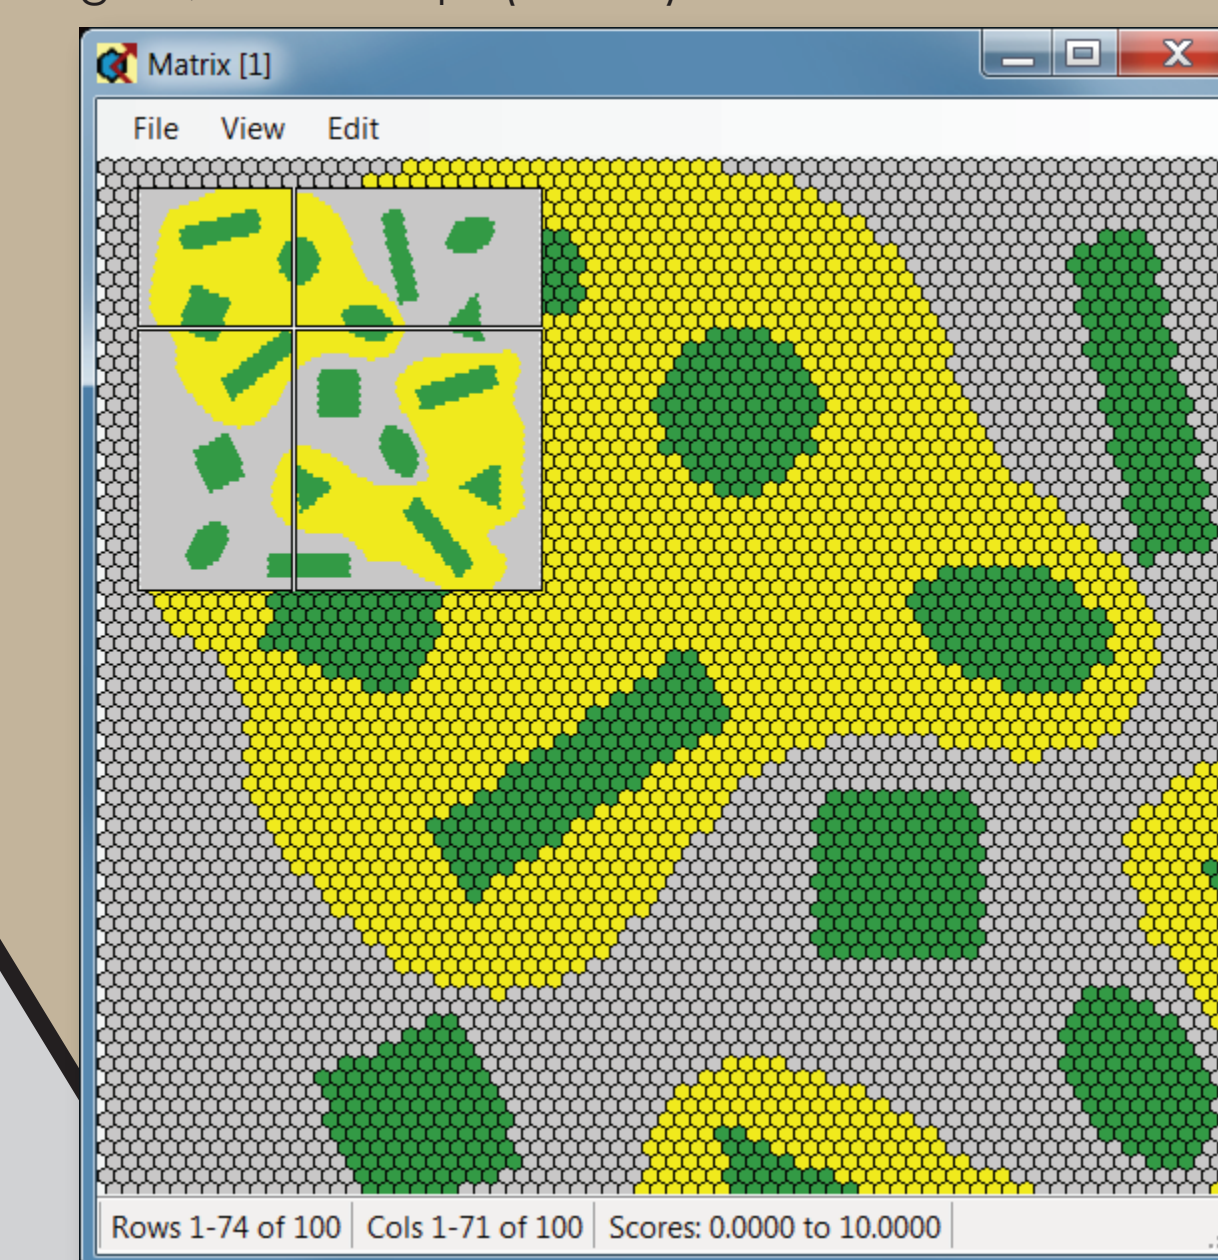 Matrix [1]
File View Edit
Rows 1-74 of 100 Cols 1-71 of 100 Scores: 0.0000 to 10.0000